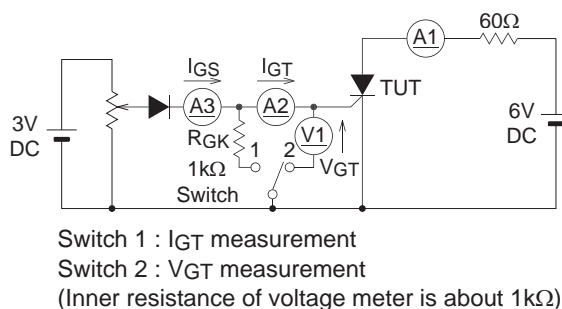 60Ω
A1
IGS
IGT
TUT
A3
A2
3V
DC
RGK
1kΩ
1
2
V1
VGT
6V
DC
Switch
Switch 1 : IGT measurement
Switch 2 : VGT measurement
(Inner resistance of voltage meter is about 1kΩ)